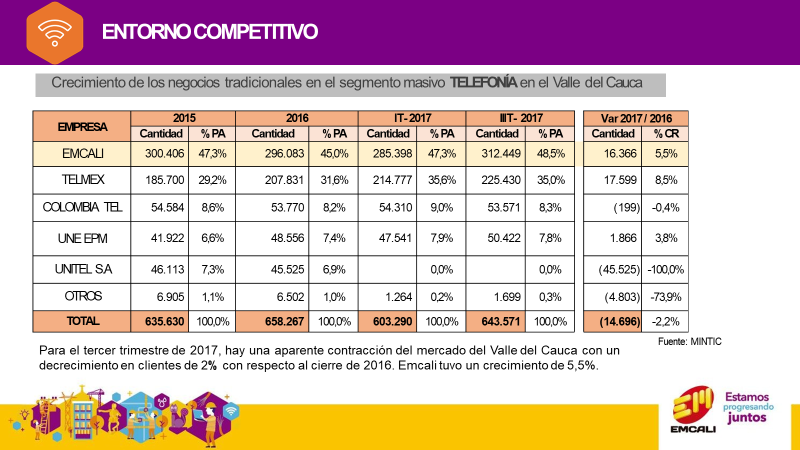 ENTORNO COMPETITIVO
Crecimiento de los negocios tradicionales en el segmento masivo TELEFONÍA en el Valle del Cauca
EMPRESA 2015 2016 IT- 2017 IIIT- 2017 Var 2017 / 2016
Cantidad % PA Cantidad % PA Cantidad % PA Cantidad % PA Cantidad % CR
EMCALI 300.406 47,3% 296.083 45,0% 285.398 47,3% 312.449 48,5% 16.366 5,5%
TELMEX 185.700 29,2% 207.831 31,6% 214.777 35,6% 225.430 35,0% 17.599 8,5%
COLOMBIA TEL 54.584 8,6% 53.770 8,2% 54.310 9,0% 53.571 8,3% (199) -0,4%
UNE EPM 41.922 6,6% 48.556 7,4% 47.541 7,9% 50.422 7,8% 1.866 3,8%
UNITEL S.A 46.113 7,3% 45.525 6,9% 0,0% 0,0% (45.525) -100,0%
OTROS 6.905 1,1% 6.502 1,0% 1.264 0,2% 1.699 0,3% (4.803) -73,9%
TOTAL 635.630 100,0% 658.267 100,0% 603.290 100,0% 643.571 100,0% (14.696) -2,2%
Fuente: MINTIC
Para el tercer trimestre de 2017, hay una aparente contracción del mercado del Valle del Cauca con un
decrecimiento en clientes de 2% con respecto al cierre de 2016. Emcali tuvo un crecimiento de 5,5%.
EM
EMCALI
Estamos
progresando
juntos